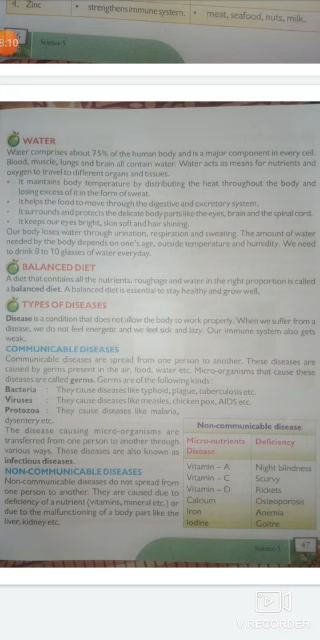 4. Zinc • strengthens immune system. • meat, seafood, nuts, milk.
8:10
Science-5
WATER
Water comprises about 75% of the human body and is a major component in every cell.
Blood, muscle, lungs and brain all contain water. Water acts as means for nutrients and
oxygen to travel to different organs and tissues.
• It maintains body temperature by distributing the heat throughout the body and
losing excess of it in the form of sweat.
• It helps the food to move through the digestive and excretory system.
• It surrounds and protects the delicate body parts like the eyes, brain and the spinal cord.
• It keeps our eyes bright, skin soft and hair shining.
Our body loses water through urination, respiration and sweating. The amount of water
needed by the body depends on one's age, outside temperature and humidity. We need
to drink 8 to 10 glasses of water everyday.
BALANCED DIET
A diet that contains all the nutrients, roughage and water in the right proportion is called
a balanced diet. A balanced diet is essential to stay healthy and grow well.
TYPES OF DISEASES
Disease is a condition that does not allow the body to work properly. When we suffer from a
disease, we do not feel energetic and we feel sick and lazy. Our immune system also gets
weak.
COMMUNICABLE DISEASES
Communicable diseases are spread from one person to another. These diseases are
caused by germs present in the air, food, water etc. Micro-organisms that cause these
diseases are called germs. Germs are of the following kinds:
Bacteria : They cause diseases like typhoid, plague, tuberculosis etc.
Viruses : They cause diseases like measles, chicken pox, AIDS etc.
Protozoa : They cause diseases like malaria,
dysentery etc.
The disease causing micro-organisms are
transferred from one person to another through
various ways. These diseases are also known as
infectious diseases.
NON-COMMUNICABLE DISEASES
Non-communicable diseases do not spread from
one person to another. They are caused due to
deficiency of a nutrient (vitamins, mineral etc.) or
due to the malfunctioning of a body part like the
liver, kidney etc.
Non-communicable disease
Micro-nutrients Deficiency
Disease
Vitamin – A Night blindness
Vitamin – C Scurvy
Vitamin – D Rickets
Calcium Osteoporosis
Iron Anemia
Iodine Goitre
Science-5 47
V RECORDER